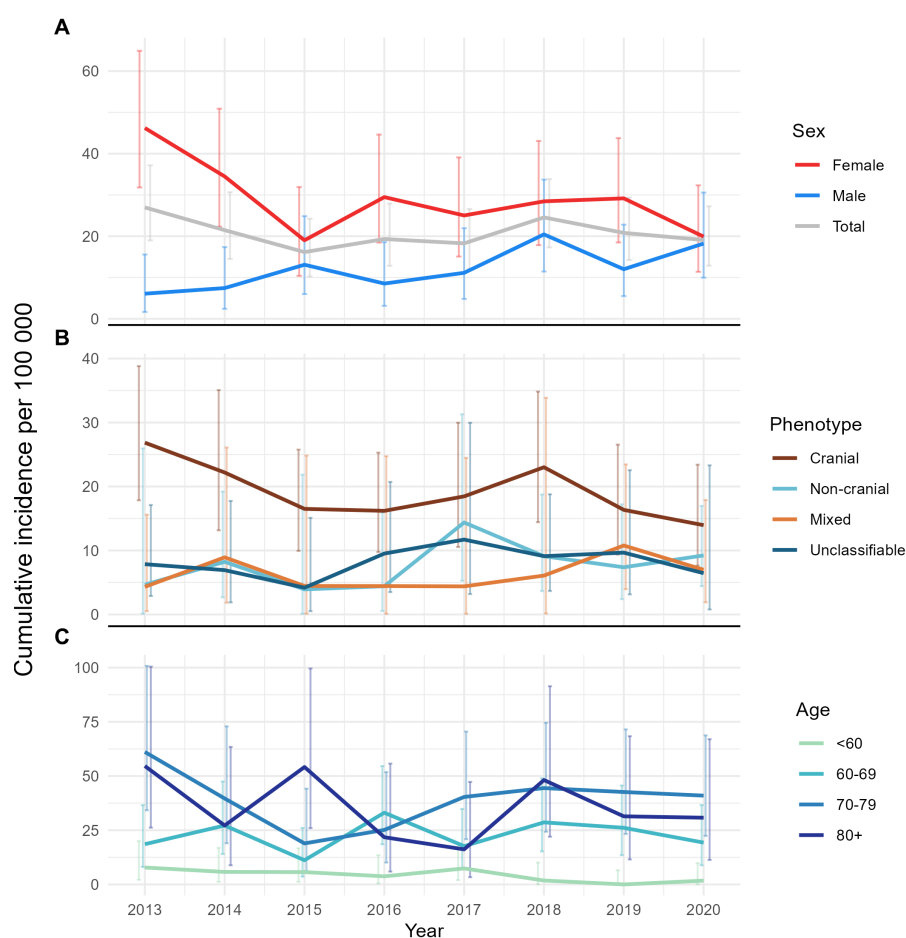 A
60
40
20
0
Sex
Female
Male
Total
Cumulative incidence per 100 000
B
40
30
20
10
0
Phenotype
Cranial
Non-cranial
Mixed
Unclassifiable
C
100
75
50
25
0
Age
<60
60-69
70-79
80+
2013 2014 2015 2016 2017 2018 2019 2020
Year